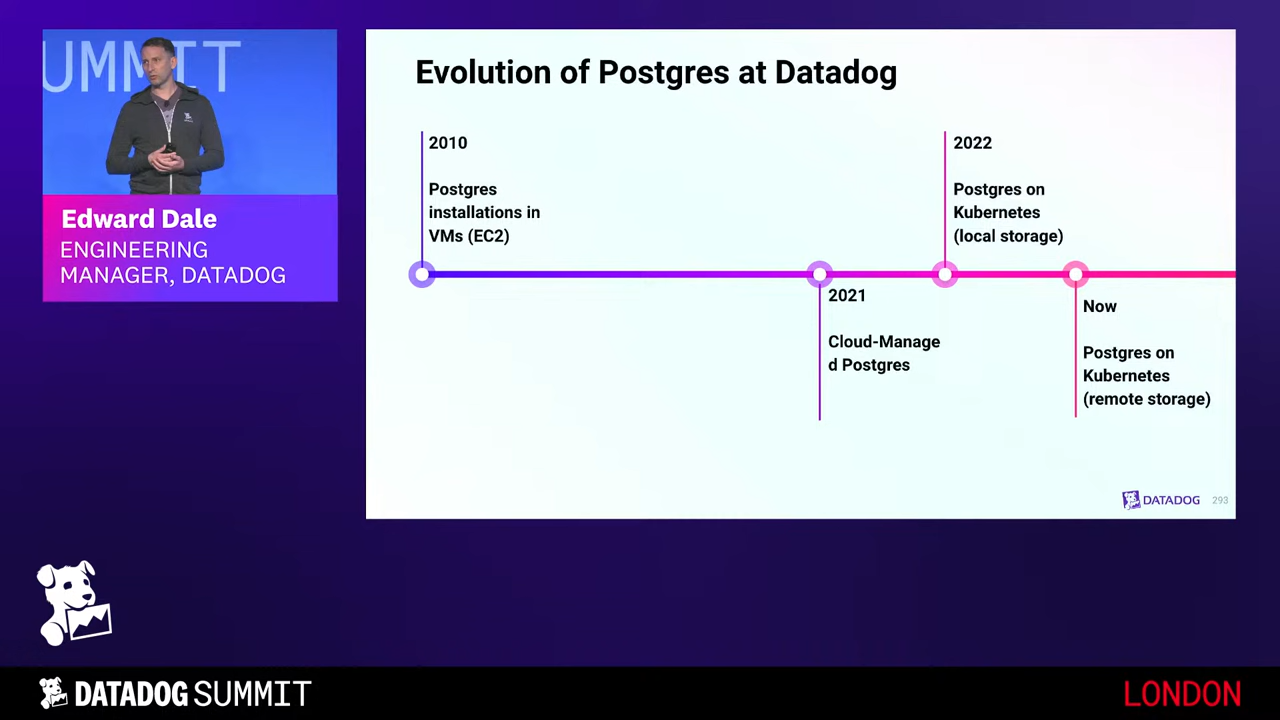 SUMMIT
Edward Dale
ENGINEERING
MANAGER, DATADOG
Evolution of Postgres at Datadog
2010
Postgres
installations in
VMs (EC2)
2021
Cloud-Manage
d Postgres
2022
Postgres on
Kubernetes
(local storage)
Now
Postgres on
Kubernetes
(remote storage)
DATADOG 293
DATADOG SUMMIT
LONDON